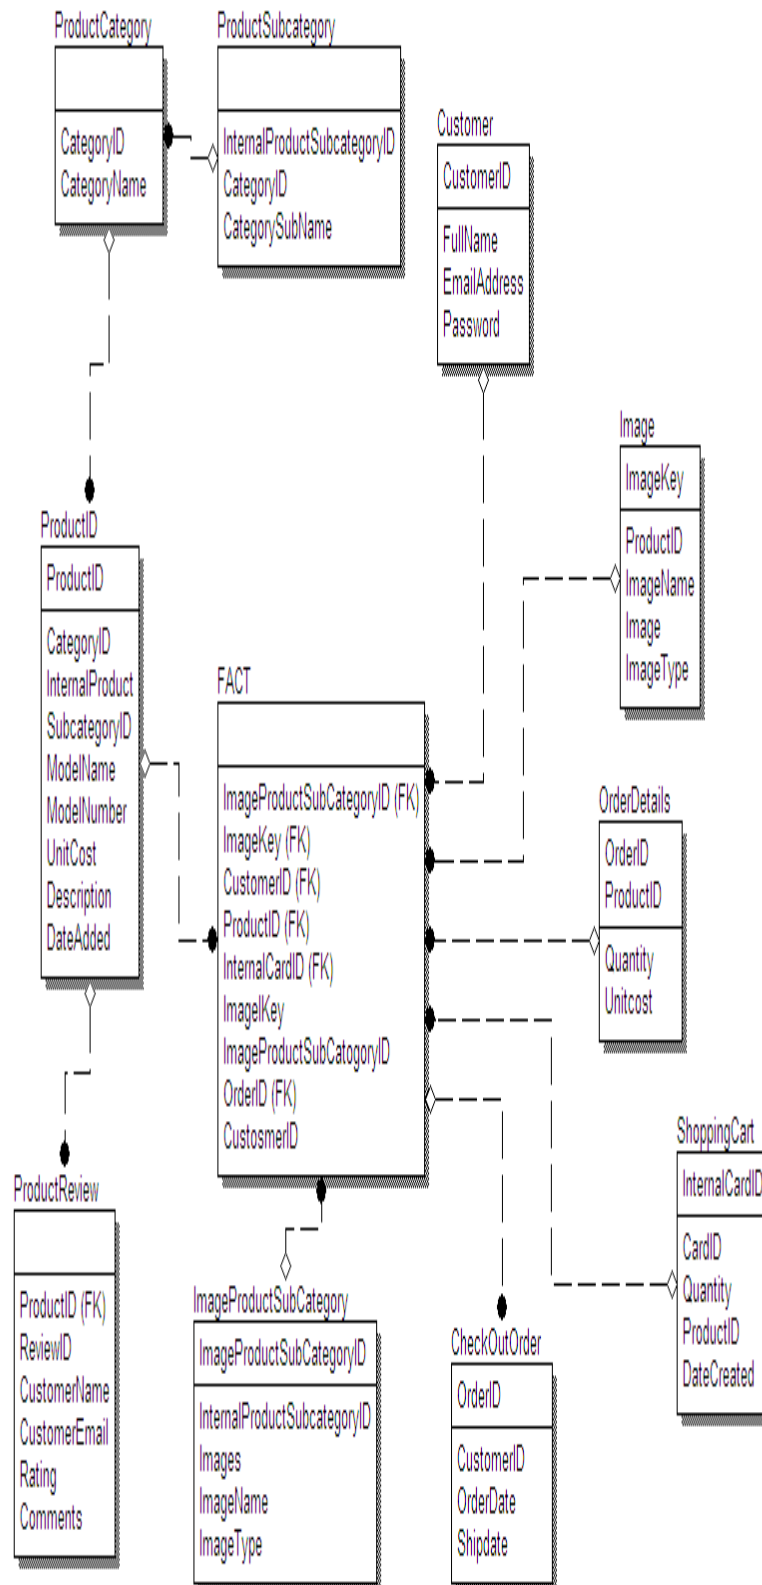 ProductCategory
CategoryID
CategoryName
ProductSubcategory
InternalProductSubcategoryID
CategoryID
CategorySubName
Customer
CustomerID
FullName
EmailAddress
Password
Image
ImageKey
ProductID
ImageName
Image
ImageType
ProductID
ProductID
CategoryID
InternalProduct
SubcategoryID
ModelName
ModelNumber
UnitCost
Description
DateAdded
FACT
ImageProductSubCategoryID (FK)
ImageKey (FK)
CustomerID (FK)
ProductID (FK)
InternalCardID (FK)
ImagelKey
ImageProductSubCatogoryID
OrderID (FK)
CustosmerID
OrderDetails
OrderID
ProductID
Quantity
Unitcost
ShoppingCart
InternalCardID
CardID
Quantity
ProductID
DateCreated
ProductReview
ProductID (FK)
ReviewID
CustomerName
CustomerEmail
Rating
Comments
ImageProductSubCategory
ImageProductSubCategoryID
InternalProductSubcategoryID
Images
ImageName
ImageType
CheckOutOrder
OrderID
CustomerID
OrderDate
Shipdate